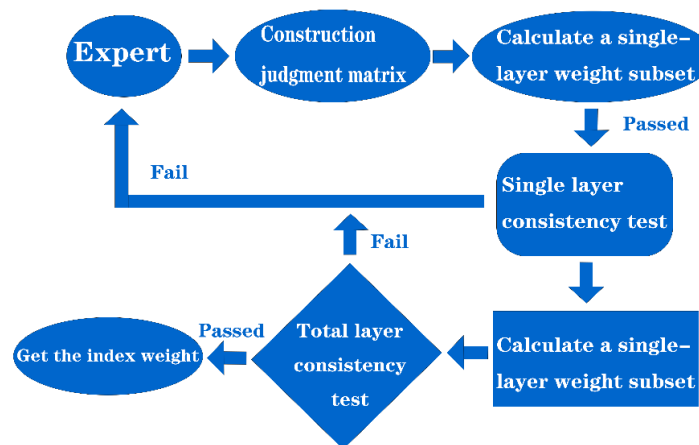 Expert
Construction
judgment matrix
Calculate a single–
layer weight subset
Passed
Fail
Single layer
consistency test
Fail
Passed
Get the index weight
Total layer
consistency
test
Calculate a single–
layer weight subset